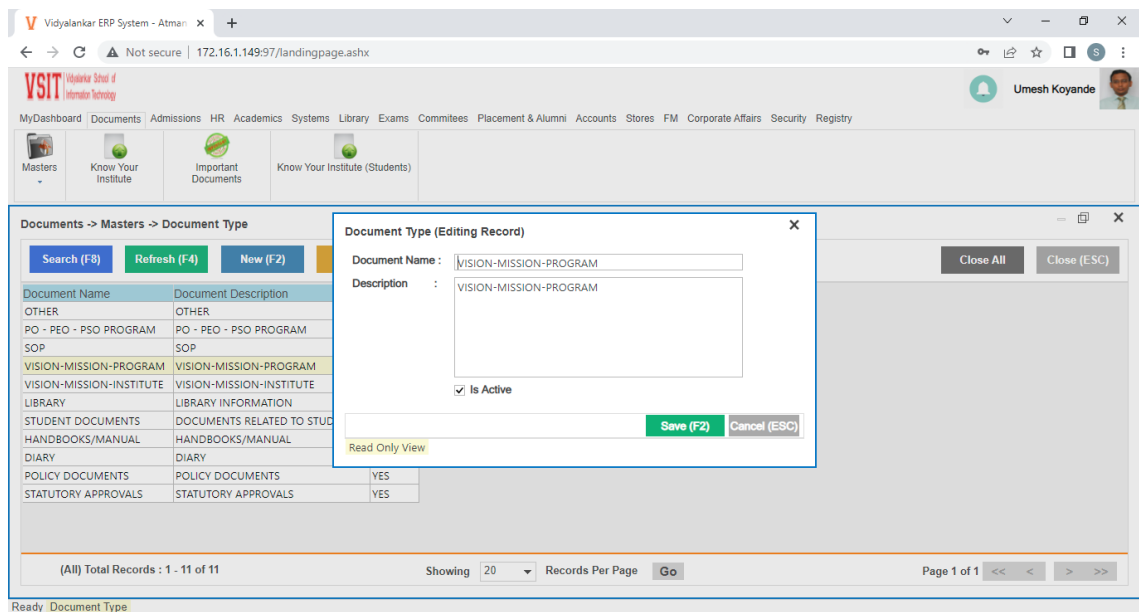 Vidyalankar ERP System - Atman
Not secure | 172.16.1.149:97/landingpage.ashx
S
VSIT Vidyalankar School of
Information Technology
Umesh Koyande
MyDashboard Documents Admissions HR Academics Systems Library Exams Commitees Placement & Alumni Accounts Stores FM Corporate Affairs Security Registry
Masters Know Your Institute Important Documents Know Your Institute (Students)
Documents -> Masters -> Document Type
Search (F8) Refresh (F4) New (F2) Close All Close (ESC)
Document Name Document Description
OTHER OTHER
PO - PEO - PSO PROGRAM PO - PEO - PSO PROGRAM
SOP SOP
VISION-MISSION-PROGRAM VISION-MISSION-PROGRAM
VISION-MISSION-INSTITUTE VISION-MISSION-INSTITUTE
LIBRARY LIBRARY INFORMATION
STUDENT DOCUMENTS DOCUMENTS RELATED TO STUD
HANDBOOKS/MANUAL HANDBOOKS/MANUAL
DIARY DIARY
POLICY DOCUMENTS POLICY DOCUMENTS YES
STATUTORY APPROVALS STATUTORY APPROVALS YES
Document Type (Editing Record)
Document Name : VISION-MISSION-PROGRAM
Description : VISION-MISSION-PROGRAM
Is Active
Save (F2) Cancel (ESC)
Read Only View
(All) Total Records : 1 - 11 of 11 Showing 20 Records Per Page Go Page 1 of 1 << < > >>
Ready Document Type